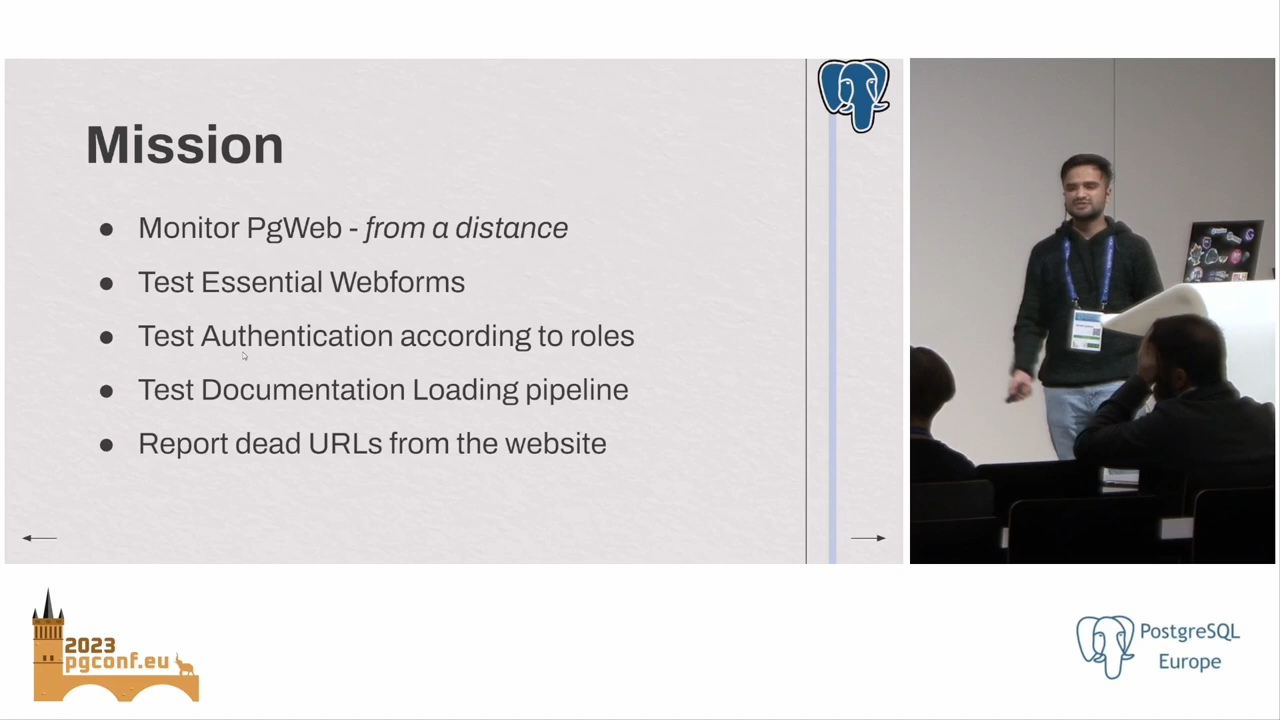 Mission
● Monitor PgWeb - from a distance
● Test Essential Webforms
● Test Authentication according to roles
● Test Documentation Loading pipeline
● Report dead URLs from the website
2023
pgconf.eu
PostgreSQL
Europe